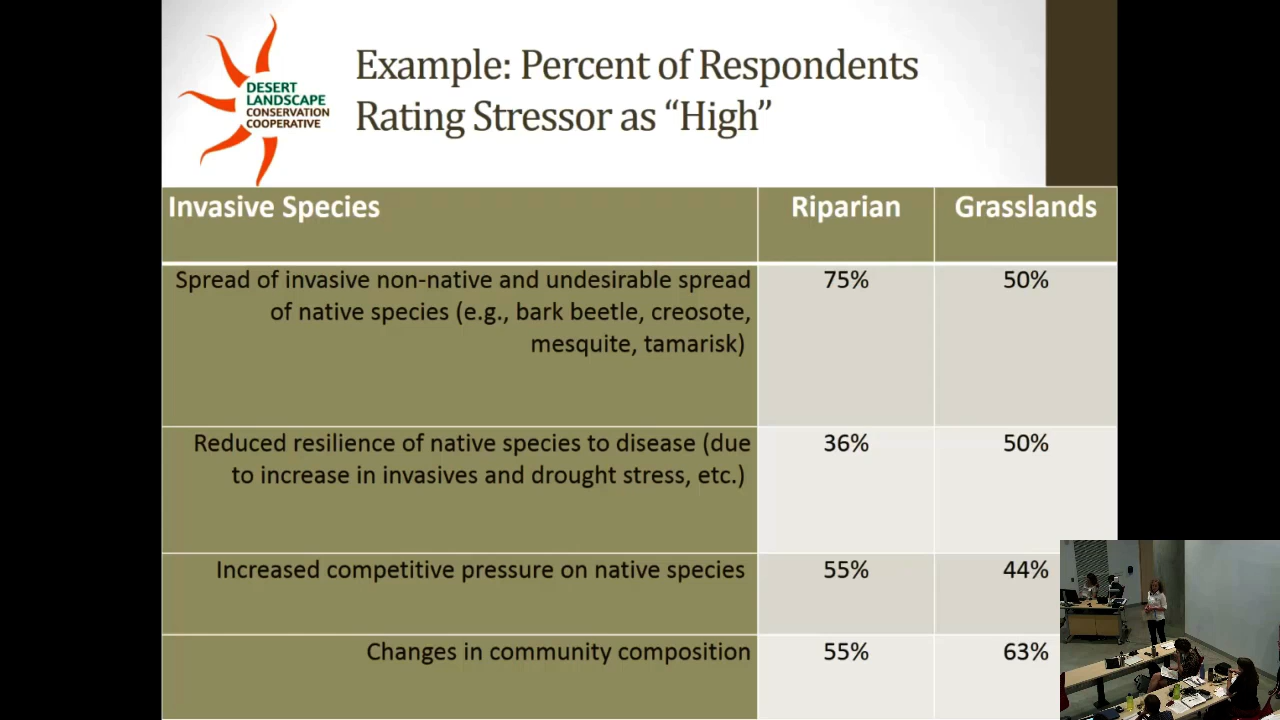 DESERT
LANDSCAPE
CONSERVATION
COOPERATIVE
Example: Percent of Respondents
Rating Stressor as “High”
Invasive Species Riparian Grasslands
Spread of invasive non-native and undesirable spread 75% 50%
of native species (e.g., bark beetle, creosote,
mesquite, tamarisk)
Reduced resilience of native species to disease (due 36% 50%
to increase in invasives and drought stress, etc.)
Increased competitive pressure on native species 55% 44%
Changes in community composition 55% 63%